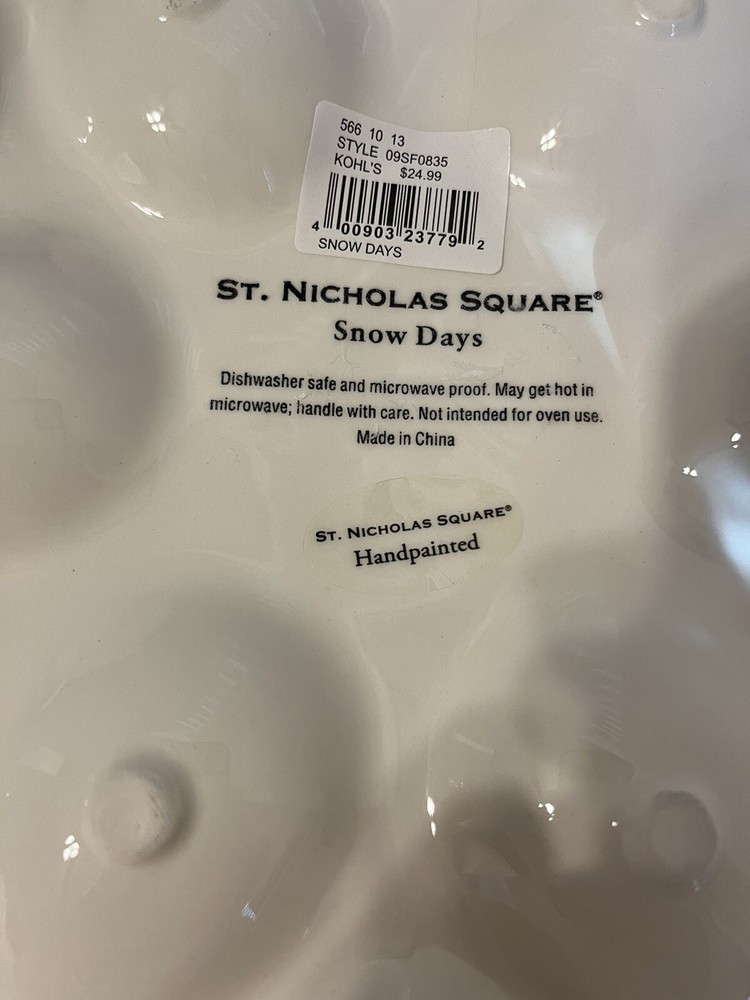 566 10 13
STYLE 09SF0835
KOHL'S $24.99
4 00903 23779 2
SNOW DAYS
ST. NICHOLAS SQUARE®
Snow Days
Dishwasher safe and microwave proof. May get hot in
microwave; handle with care. Not intended for oven use.
Made in China
ST. NICHOLAS SQUARE®
Handpainted